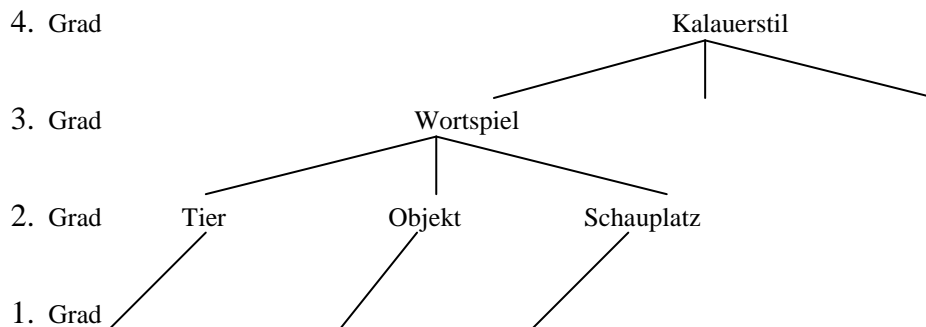 4. Grad Kalauerstil
3. Grad Wortspiel
2. Grad Tier Objekt Schauplatz
1. Grad